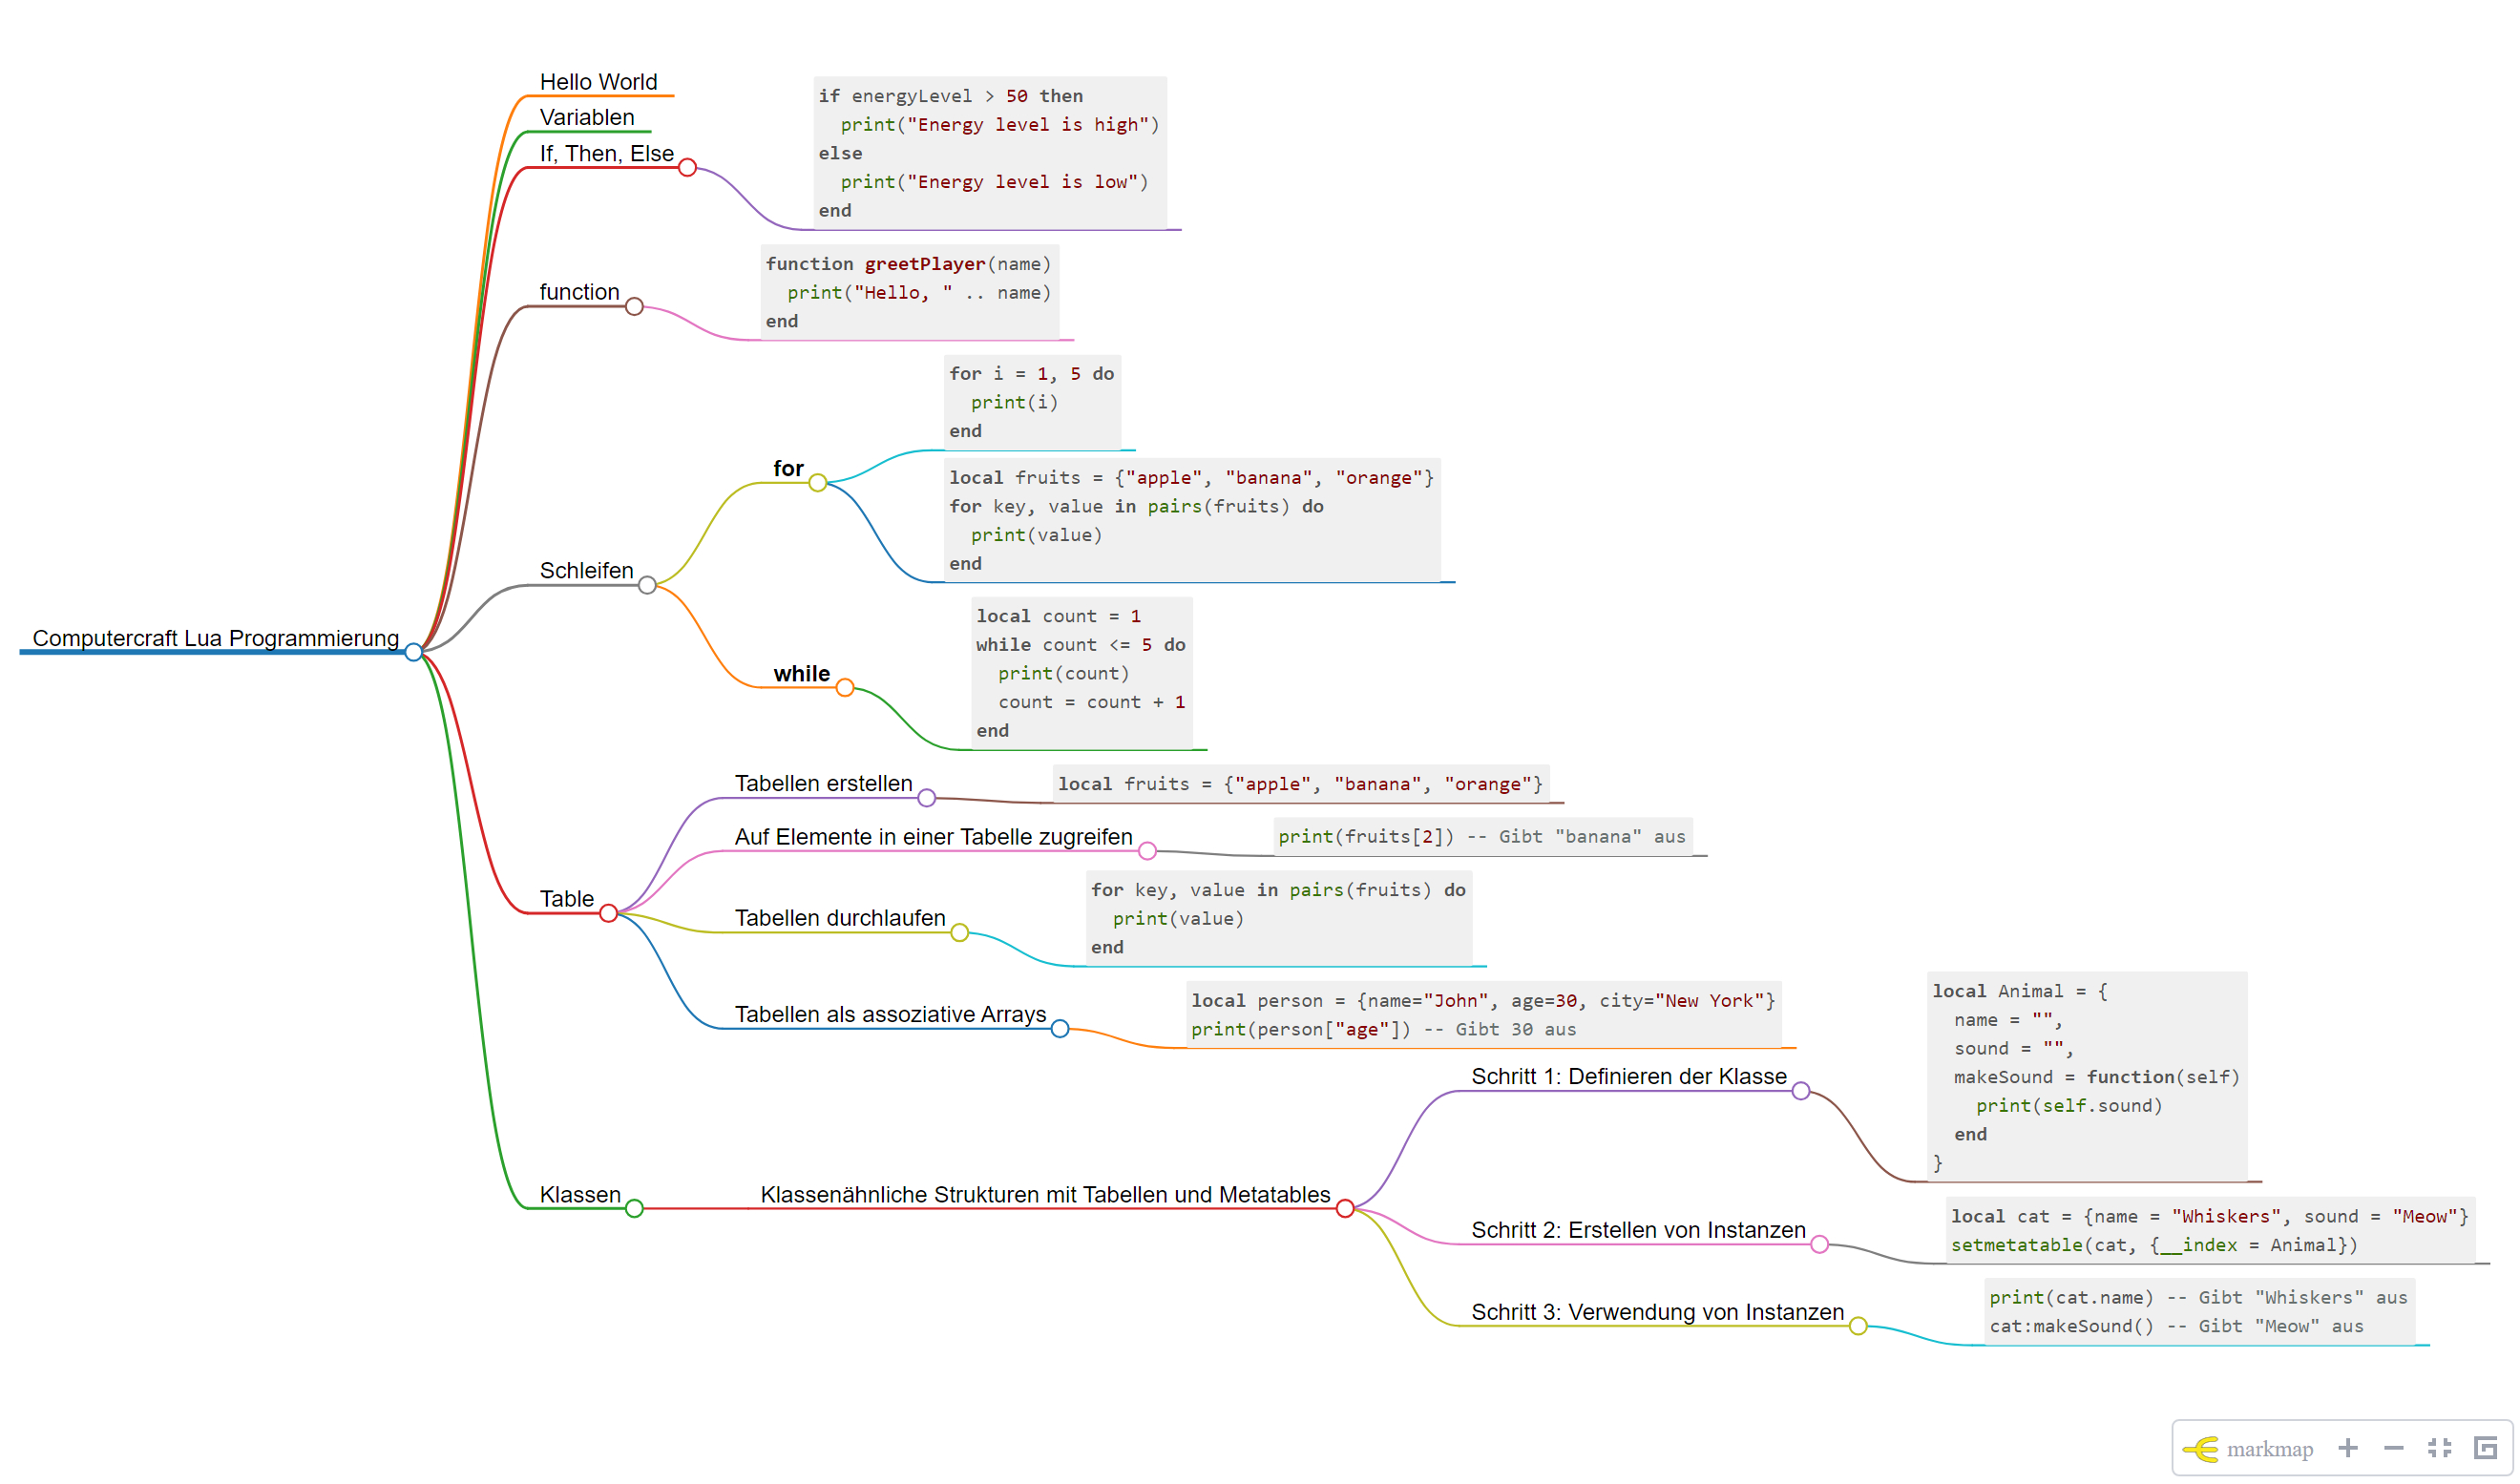 Computercraft Lua Programmierung
Hello World
Variablen
If, Then, Else
if energyLevel > 50 then
  print("Energy level is high")
else
  print("Energy level is low")
end
function
function greetPlayer(name)
  print("Hello, " .. name)
end
Schleifen
for
for i = 1, 5 do
  print(i)
end
local fruits = {"apple", "banana", "orange"}
for key, value in pairs(fruits) do
  print(value)
end
while
local count = 1
while count <= 5 do
  print(count)
  count = count + 1
end
Table
Tabellen erstellen
local fruits = {"apple", "banana", "orange"}
Auf Elemente in einer Tabelle zugreifen
print(fruits[2]) -- Gibt "banana" aus
Tabellen durchlaufen
for key, value in pairs(fruits) do
  print(value)
end
Tabellen als assoziative Arrays
local person = {name="John", age=30, city="New York"}
print(person["age"]) -- Gibt 30 aus
Klassen
Klassenähnliche Strukturen mit Tabellen und Metatables
Schritt 1: Definieren der Klasse
local Animal = {
  name = "",
  sound = "",
  makeSound = function(self)
    print(self.sound)
  end
}
Schritt 2: Erstellen von Instanzen
local cat = {name = "Whiskers", sound = "Meow"}
setmetatable(cat, {__index = Animal})
Schritt 3: Verwendung von Instanzen
print(cat.name) -- Gibt "Whiskers" aus
cat:makeSound() -- Gibt "Meow" aus
markmap